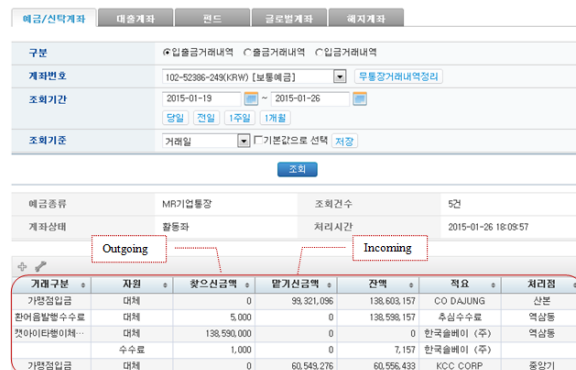 예금/신탁계좌 대출계좌 펀드 글로벌계좌 해지계좌
구분 입출금거래내역 출금거래내역 입금거래내역
계좌번호 102-52386-249(KRW) [보통예금] 무통장거래내역정리
조회기간 2015-01-19 ~ 2015-01-26
당일 전일 1주일 1개월
조회기준 거래일 기본값으로 선택 저장
조회
예금종류 MR기업통장 조회건수 5건
계좌상태 활동좌 처리시간 2015-01-26 18:09:57
Outgoing Incoming
거래구분 자원 찾으신금액 맡기신금액 잔액 적요 처리점
가맹점입금 대체 0 99,321,096 138,603,157 CO DAJUNG 산본
환어음발행수수료 대체 5,000 0 138,598,157 추심수수료 역삼동
대체 138,590,000 0 0 한국솔베이 (주) 역삼동
수수료 1,000 0 7,157 한국솔베이 (주)
가맹점입금 대체 0 60,549,276 60,556,433 KCC CORP 중앙기